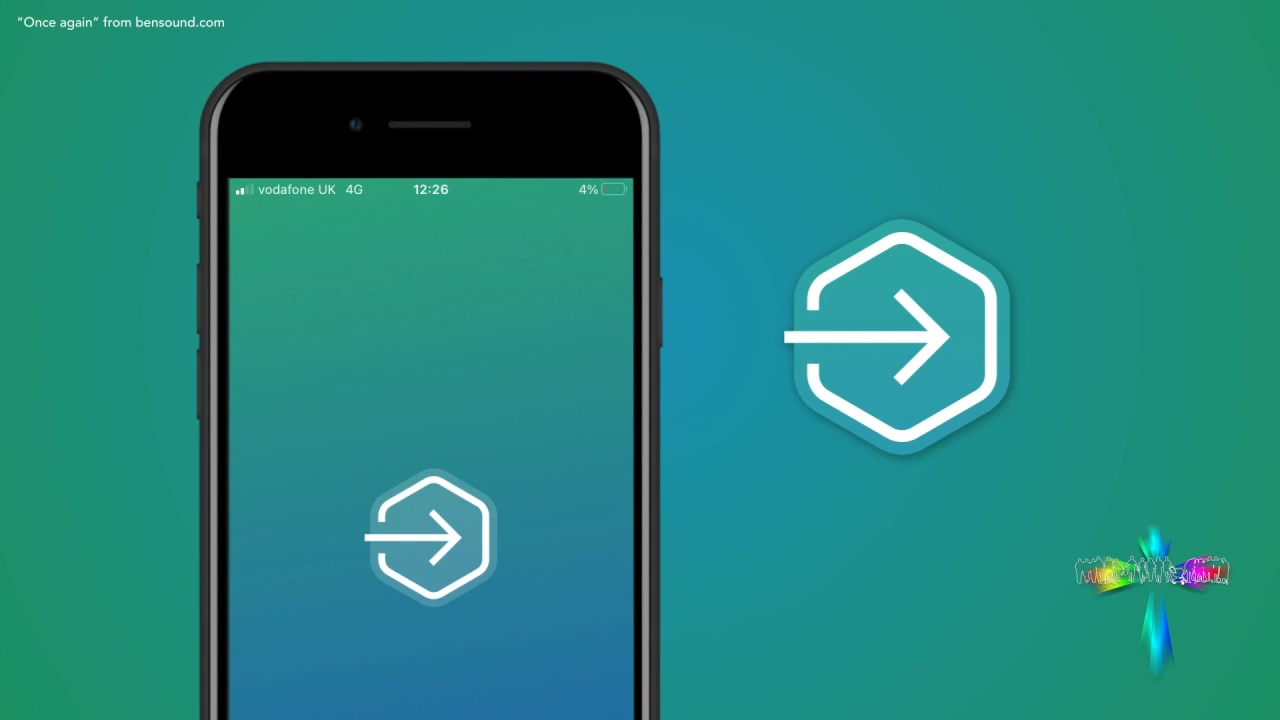 “Once again” from bensound.com
vodafone UK 4G 12:26 4%